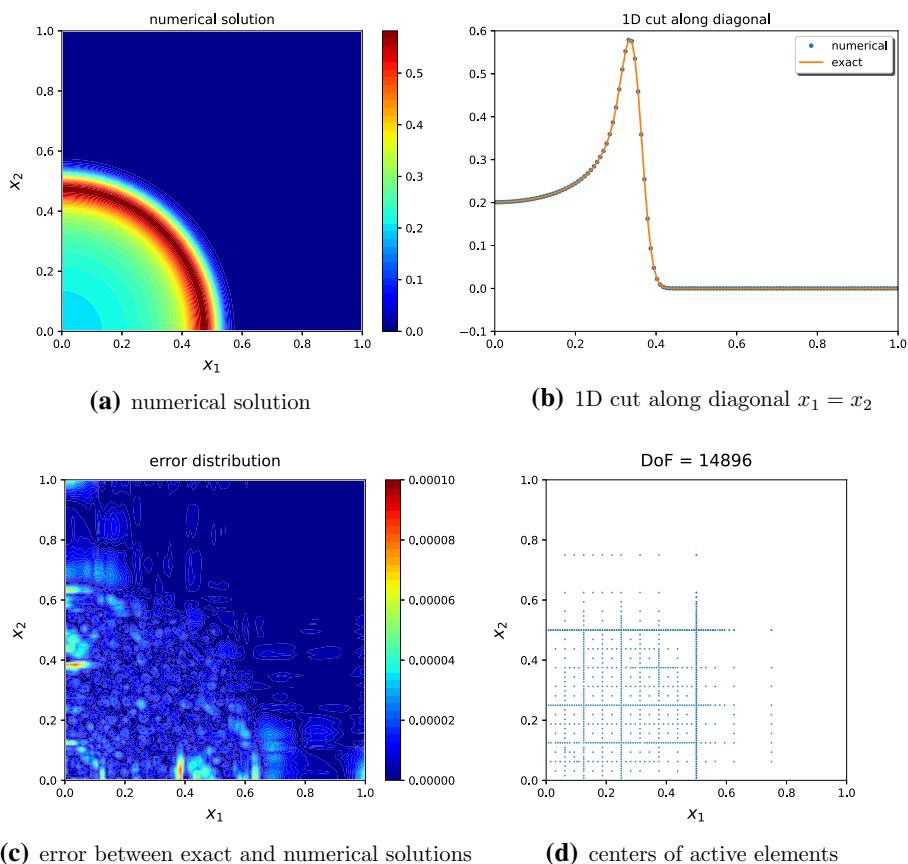 numerical solution
1.0
0.8
0.6
0.4
0.2
0.0
x2
0.0 0.2 0.4 0.6 0.8 1.0
x1
0.5
0.4
0.3
0.2
0.1
0.0
(a) numerical solution
1D cut along diagonal
0.6
0.5
0.4
0.3
0.2
0.1
0.0
−0.1
0.0 0.2 0.4 0.6 0.8 1.0
numerical
exact
(b) 1D cut along diagonal x1 = x2
error distribution
1.0
0.8
0.6
0.4
0.2
0.0
x2
0.0 0.2 0.4 0.6 0.8 1.0
x1
0.00010
0.00008
0.00006
0.00004
0.00002
0.00000
(c) error between exact and numerical solutions
DoF = 14896
1.0
0.8
0.6
0.4
0.2
0.0
x2
0.0 0.2 0.4 0.6 0.8 1.0
x1
(d) centers of active elements